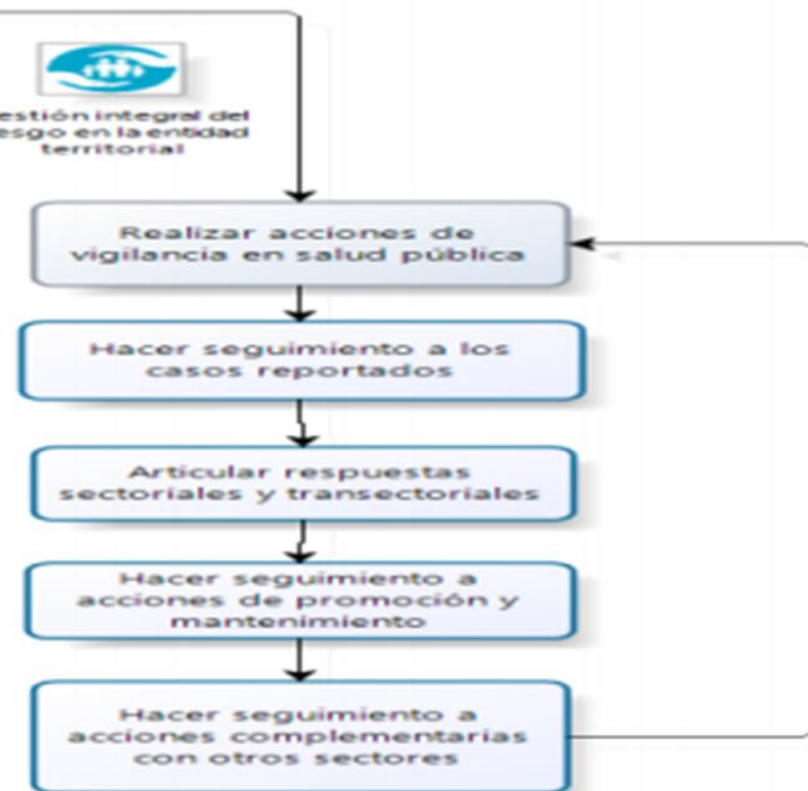 estión integral del
esgo en la entidad
territorial
Realizar acciones de
vigilancia en salud pública
Hacer seguimiento a los
casos reportados
Articular respuestas
sectoriales y transectoriales
Hacer seguimiento a
acciones de promoción y
mantenimiento
Hacer seguimiento a
acciones complementarias
con otros sectores